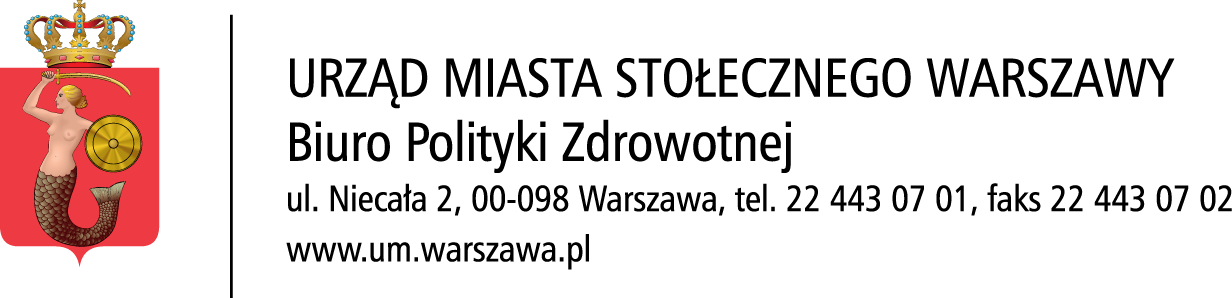 URZĄD MIASTA STOŁECZNEGO WARSZAWY
Biuro Polityki Zdrowotnej
ul. Niecała 2, 00-098 Warszawa, tel. 22 443 07 01, faks 22 443 07 02
www.um.warszawa.pl